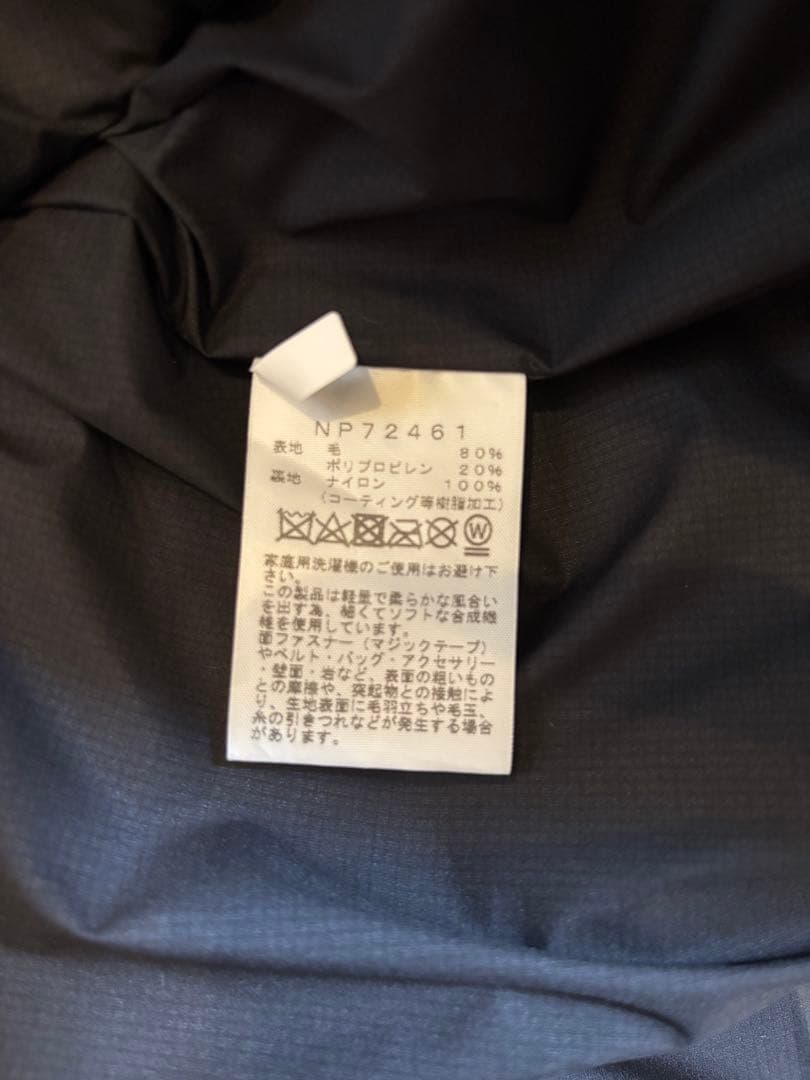 NP72461
表地 毛 80%
ポリプロピレン 20%
裏地 ナイロン 100%
(コーティング等樹脂加工)
W
家庭用洗濯機のご使用はお避け下
さい。
この製品は軽量で柔らかな風合い
を出す為、細くてソフトな合成繊
維を使用しています。
面ファスナー(マジックテープ)
やベルト・バッグ・アクセサリー
・壁面・岩など、表面の粗いもの
との摩擦や、突起物との接触によ
り、生地表面に毛羽立ちや毛玉、
糸の引きつれなどが発生する場合
があります。